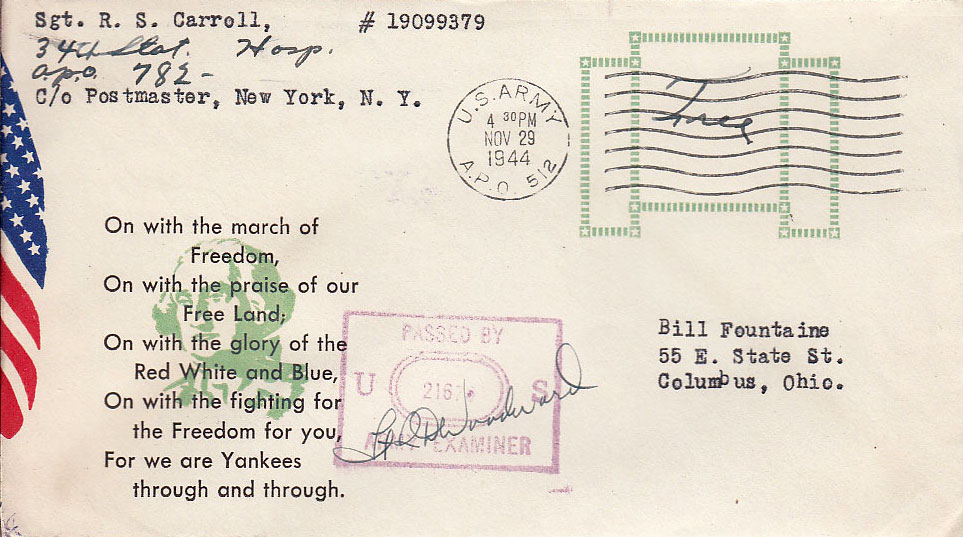 Sgt. R. S. Carroll, # 19099379
34th Stat. Hosp.
a.p.o. 782-
C/o Postmaster, New York, N. Y.
U.S. ARMY
4 30 PM
NOV 29
1944
A.P.O. 512
Free
On with the march of
Freedom,
On with the praise of our
Free Land;
On with the glory of the
Red White and Blue,
On with the fighting for
the Freedom for you,
For we are Yankees
through and through.
PASSED BY
U S
ARMY EXAMINER
Woodward
Bill Fountaine
55 E. State St.
Columbus, Ohio.